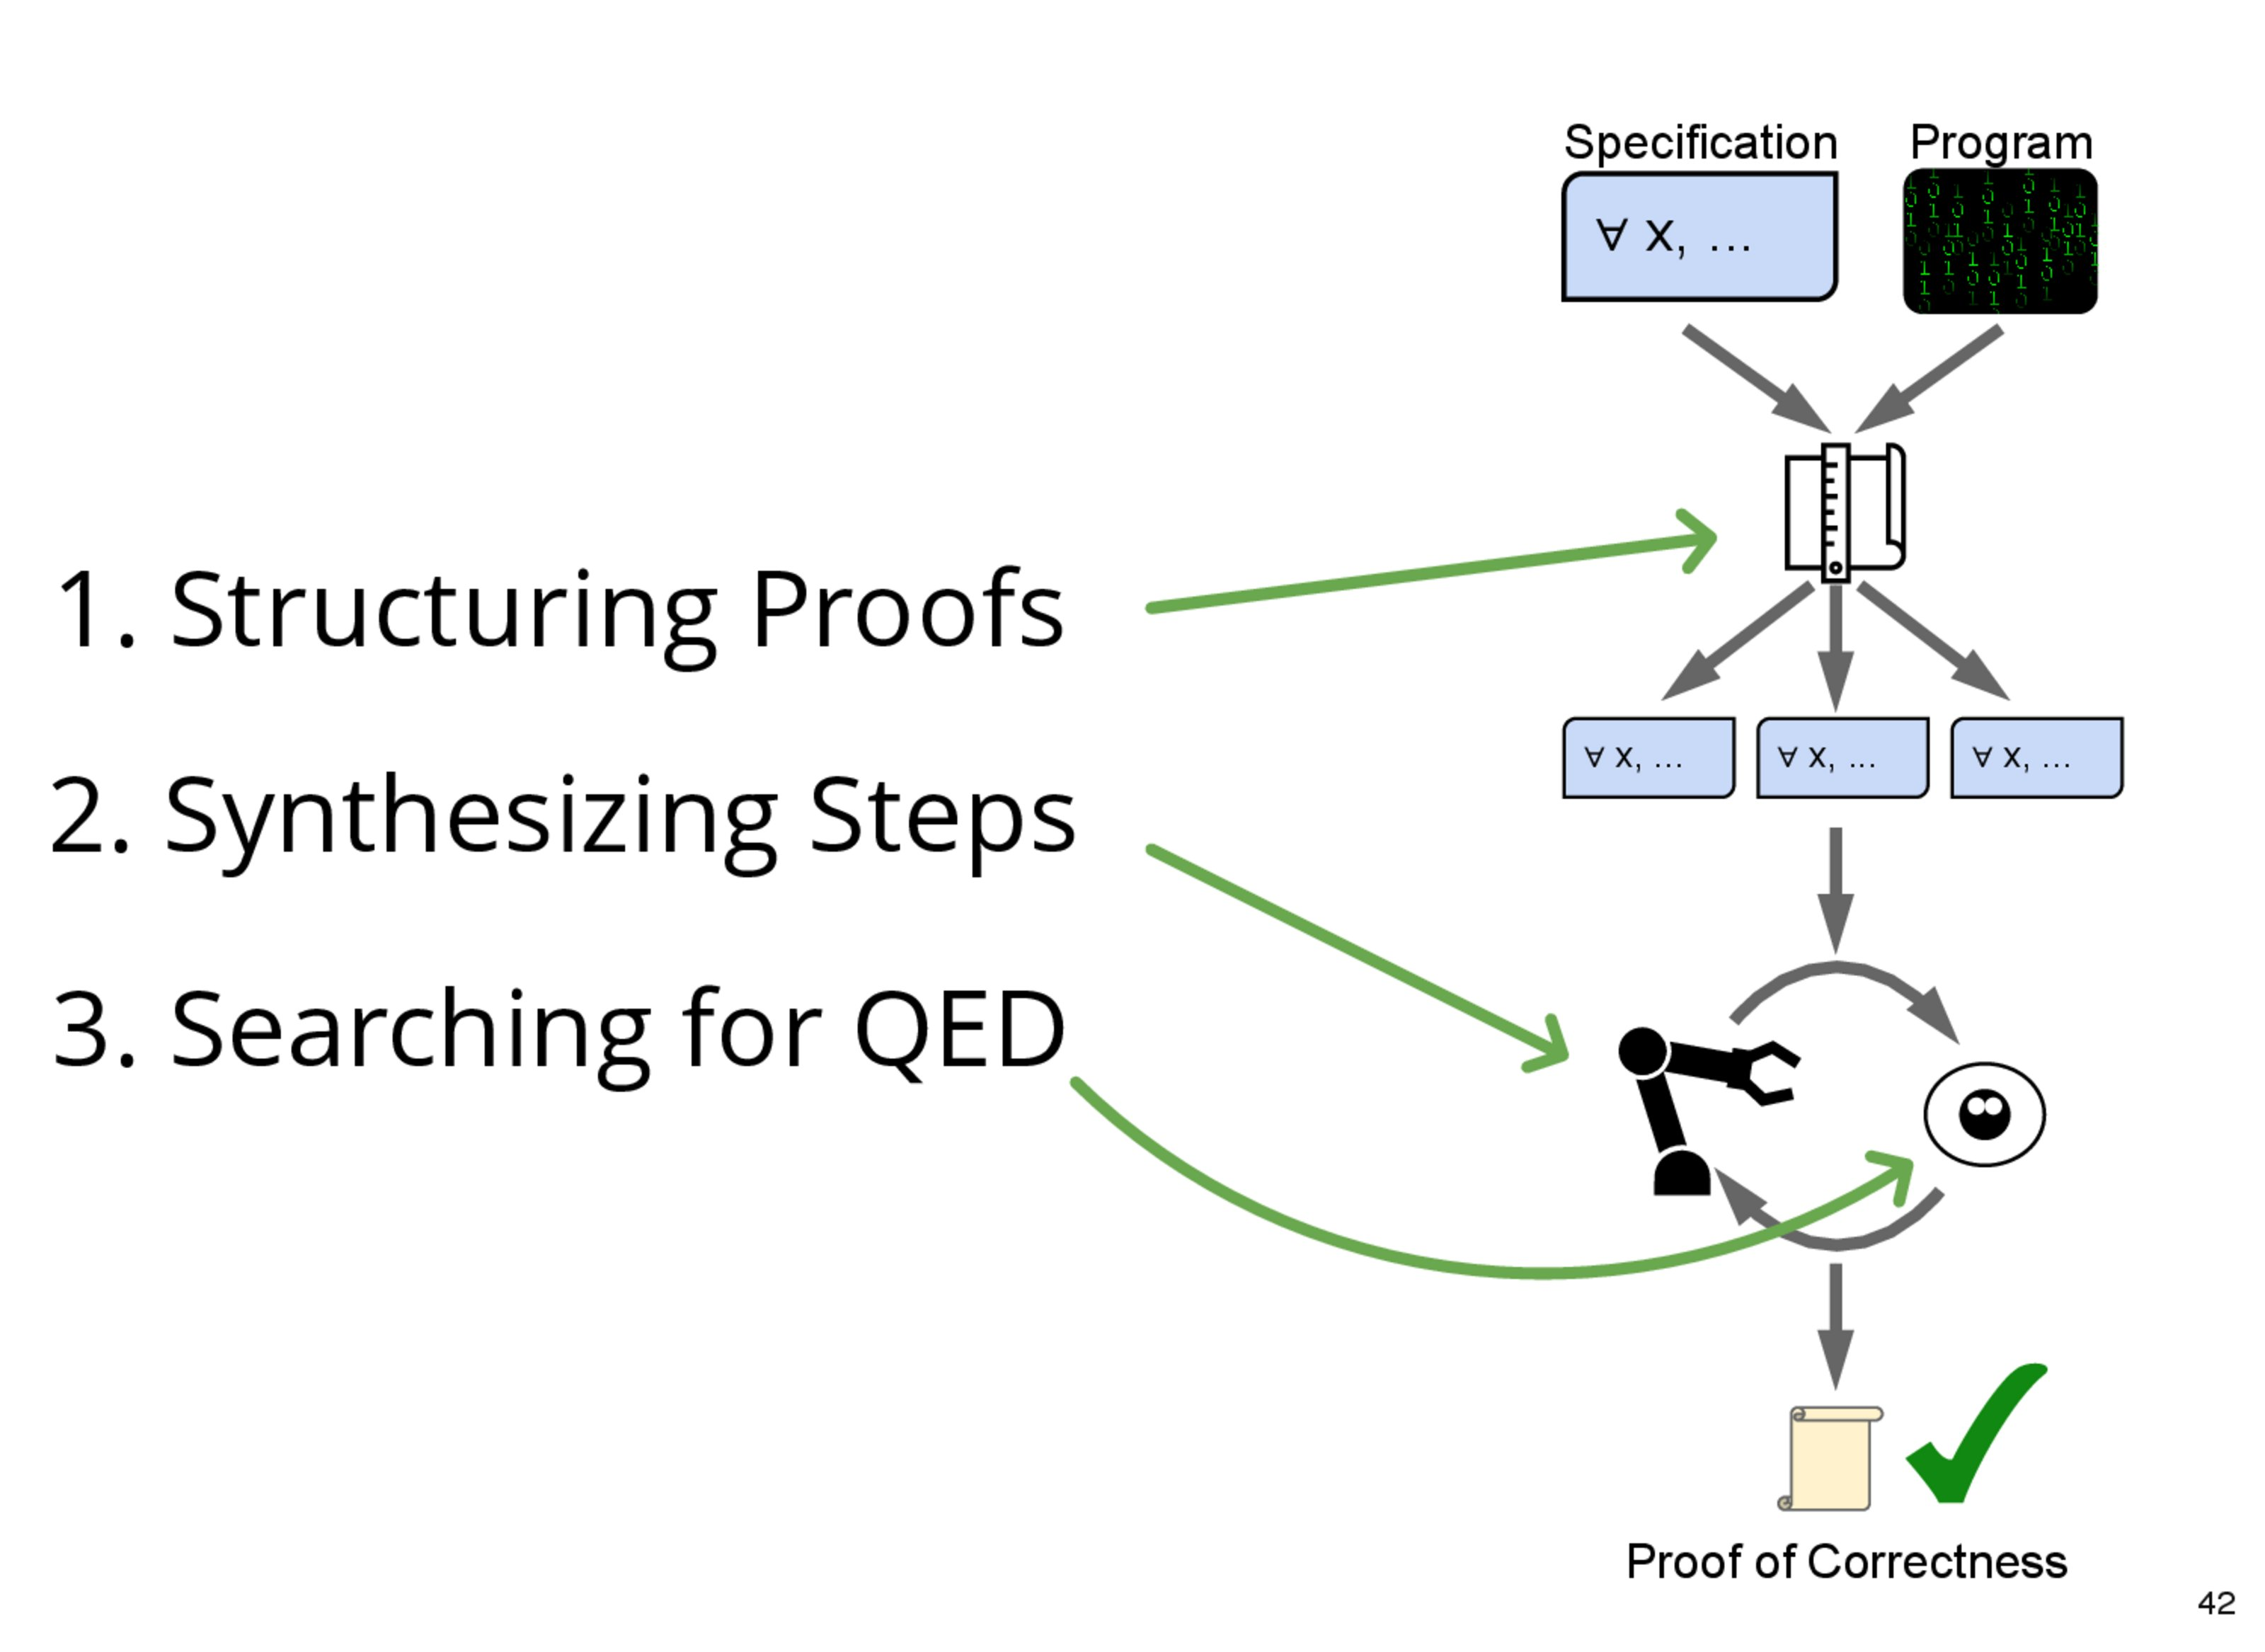 Specification Program
∀ x, ...
1. Structuring Proofs
∀ x, ... ∀ x, ... ∀ x, ...
2. Synthesizing Steps
3. Searching for QED
Proof of Correctness
42